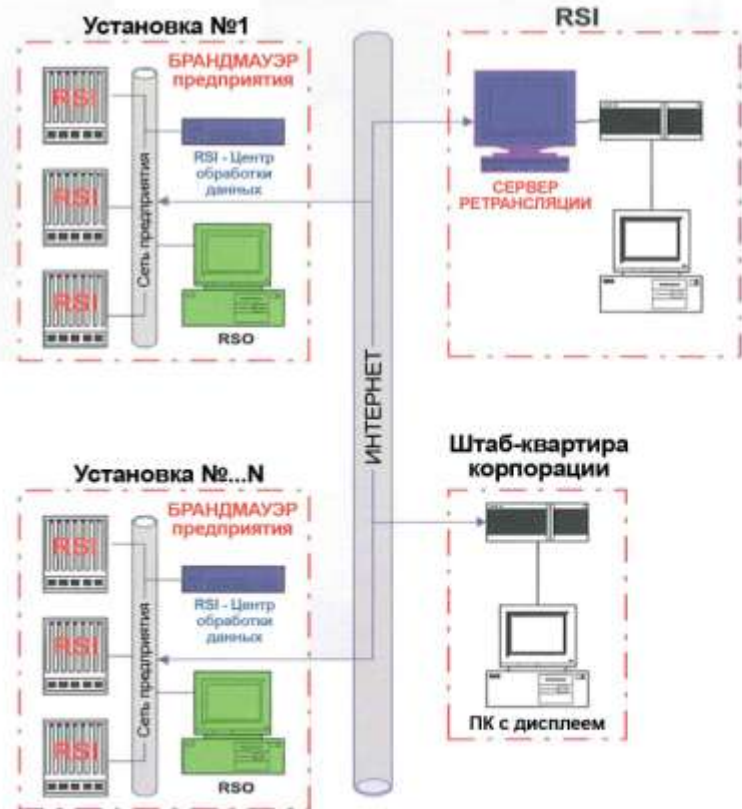 Установка №1
БРАНДМАУЭР
предприятия
RSI
RSI
RSI
Сеть предприятия
RSI - Центр
обработки
данных
RSO
ИНТЕРНЕТ
RSI
СЕРВЕР
РЕТРАНСЛЯЦИИ
Установка №...N
БРАНДМАУЭР
предприятия
RSI
RSI
RSI
Сеть предприятия
RSI - Центр
обработки
данных
RSO
Штаб-квартира
корпорации
ПК с дисплеем